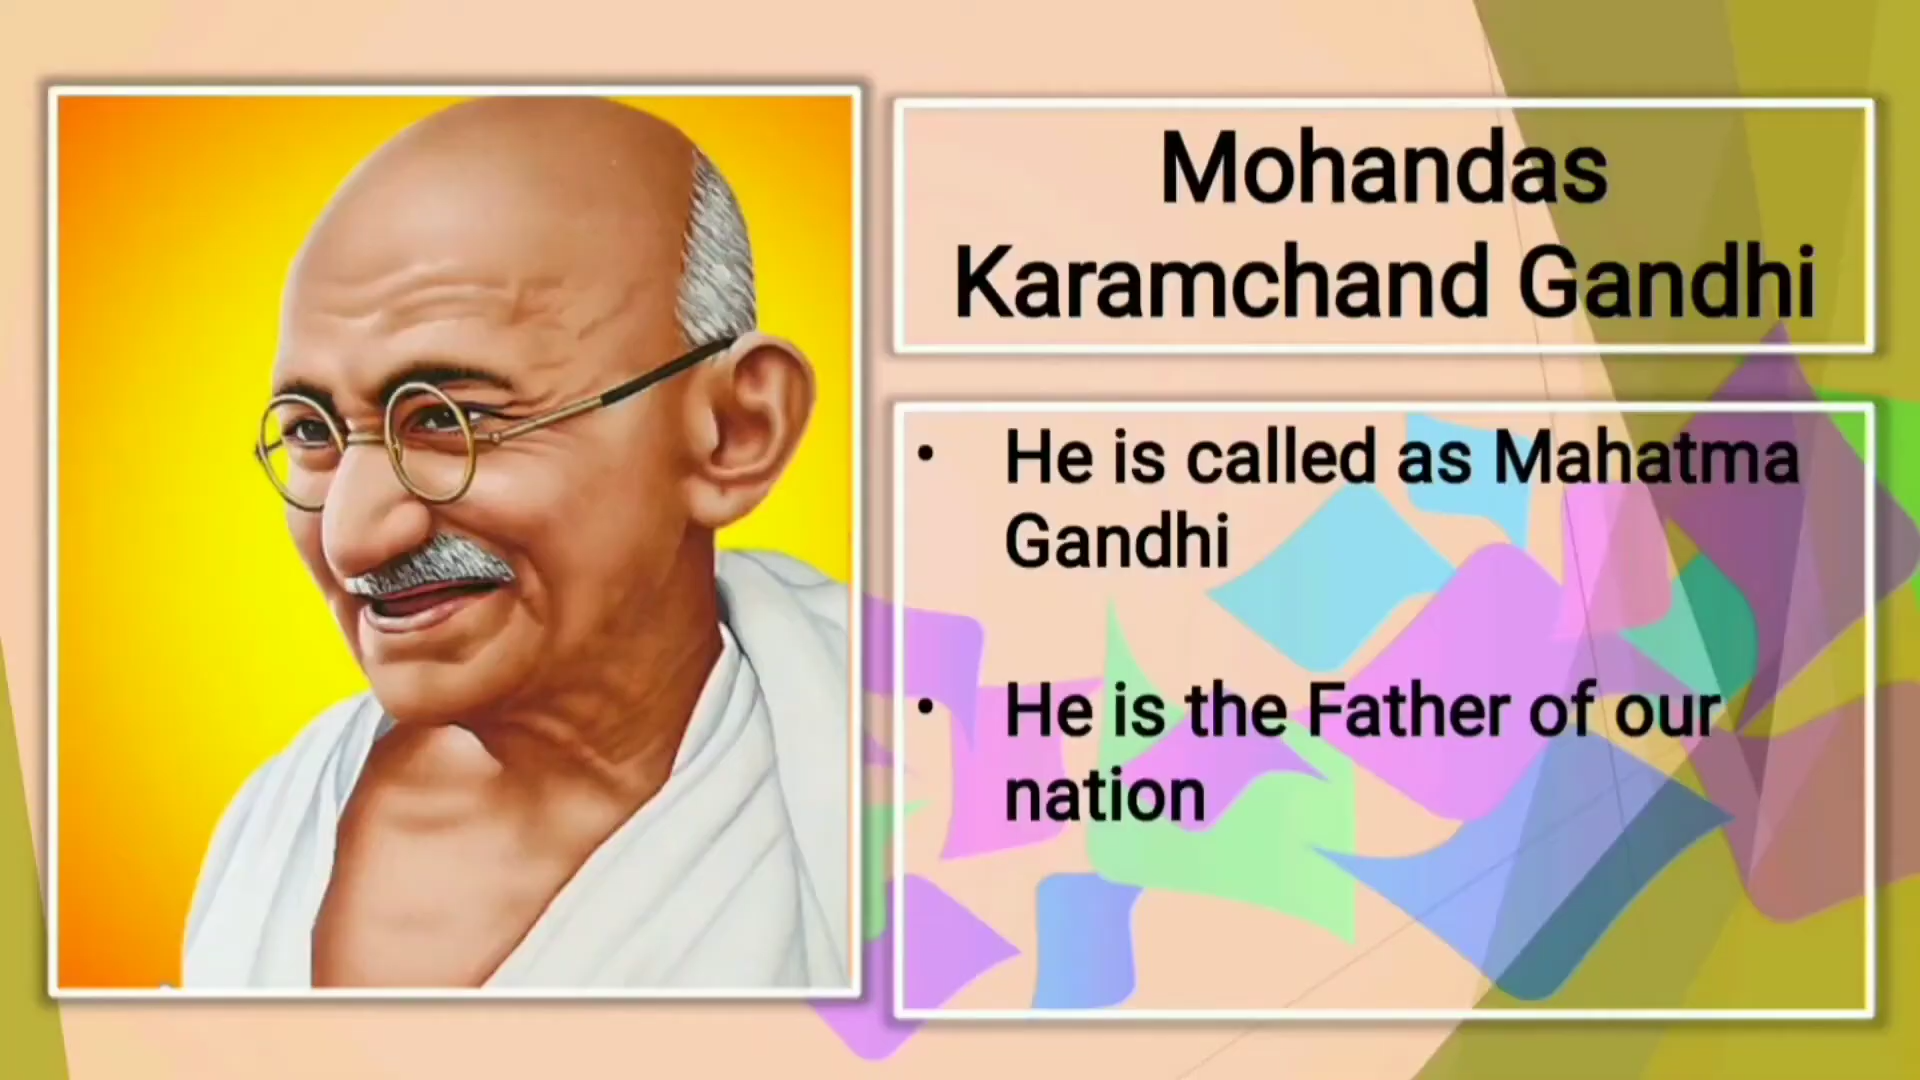 Mohandas
Karamchand Gandhi
• He is called as Mahatma
Gandhi
• He is the Father of our
nation